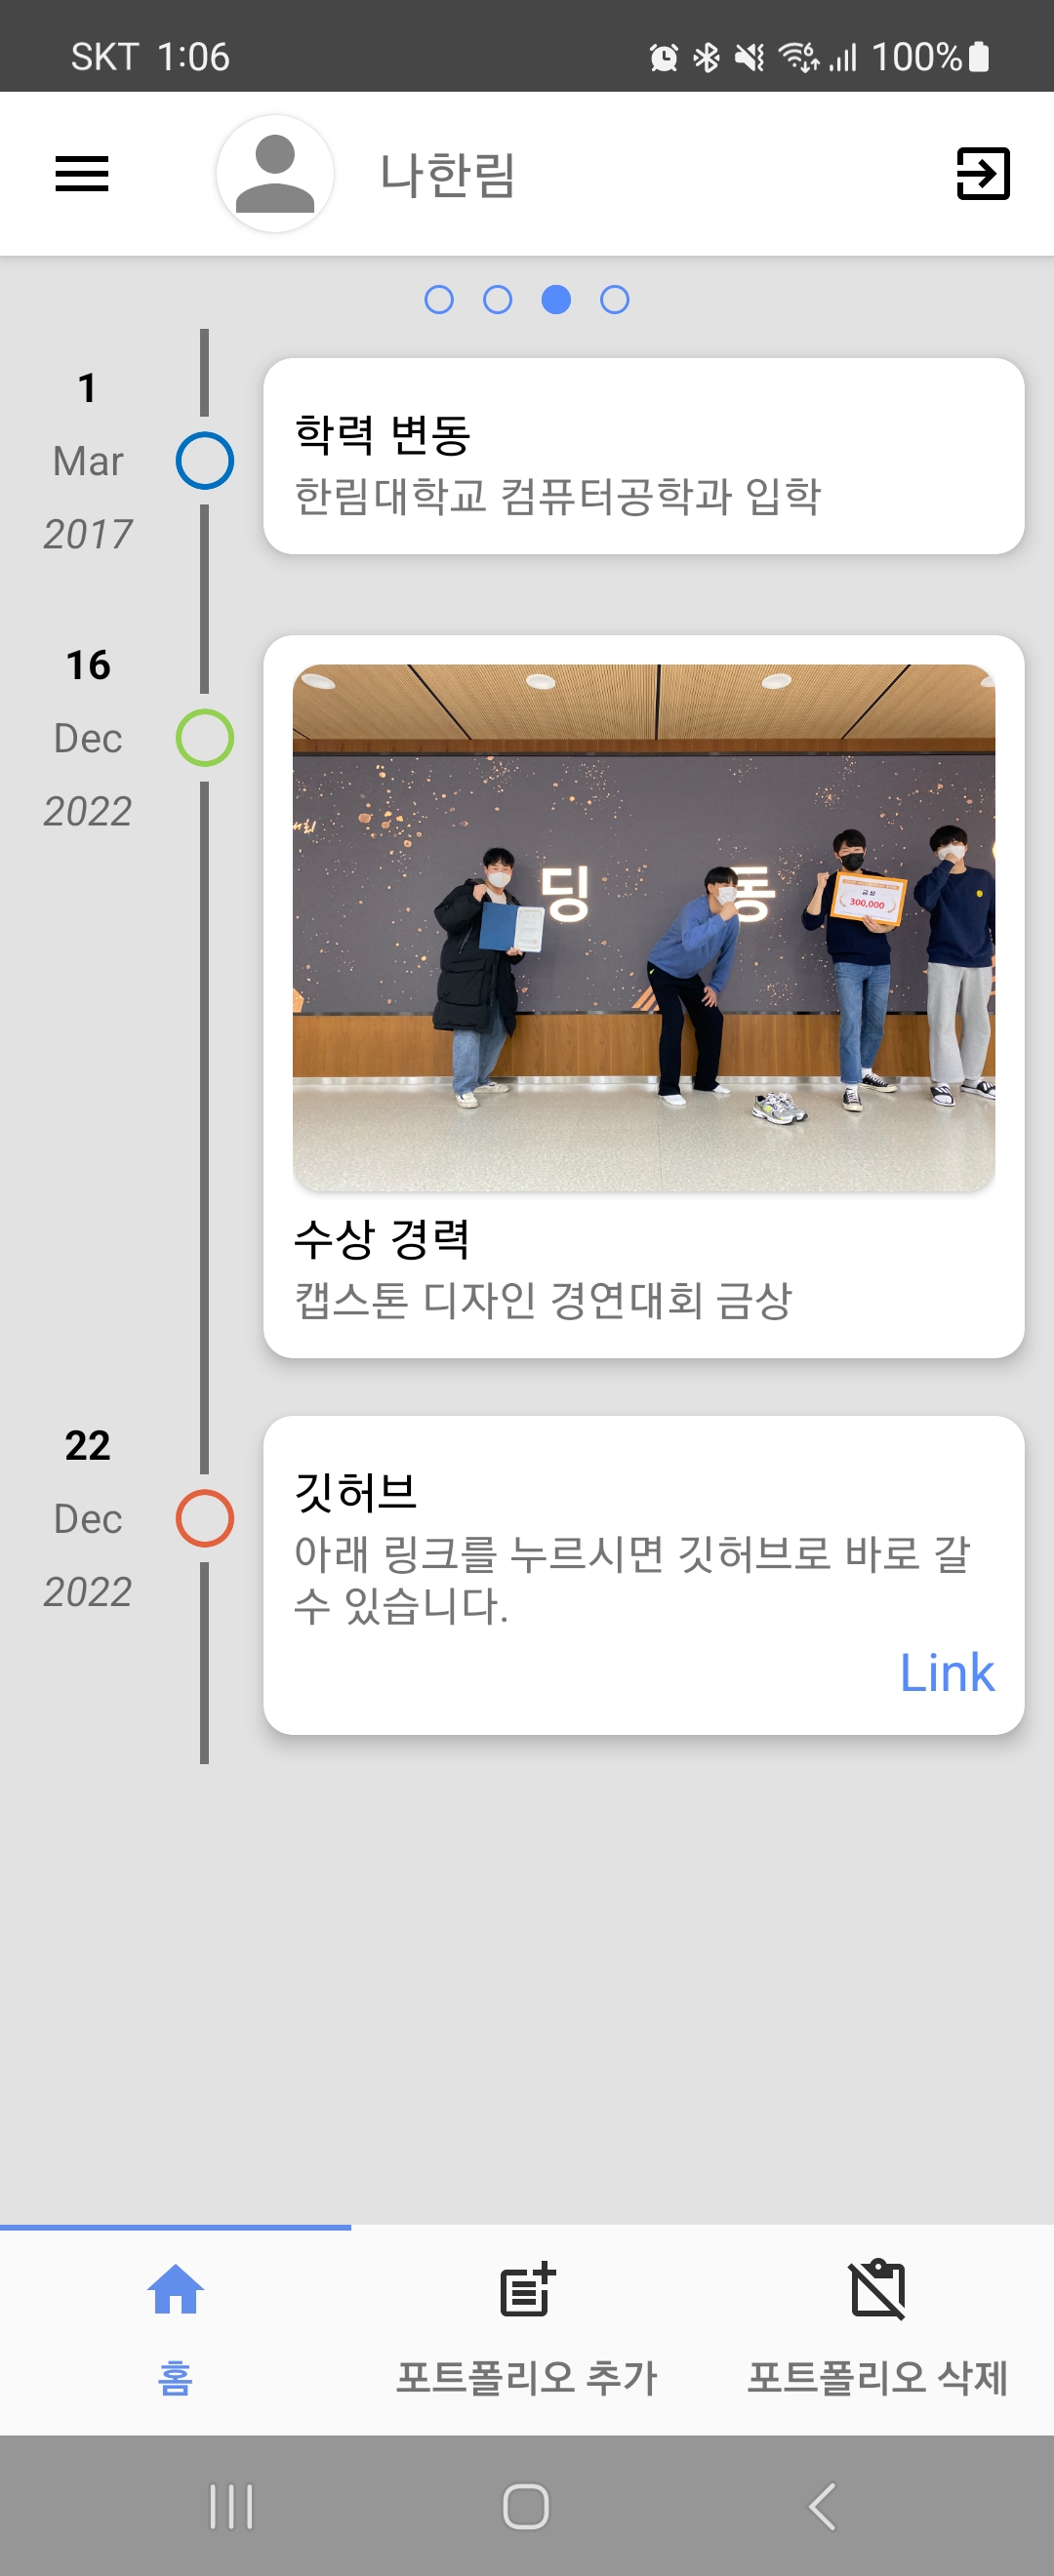 SKT 1:06
100%
나한림
1
Mar
2017
학력 변동
한림대학교 컴퓨터공학과 입학
16
Dec
2022
딩 동
300,000
수상 경력
캡스톤 디자인 경연대회 금상
22
Dec
2022
깃허브
아래 링크를 누르시면 깃허브로 바로 갈
수 있습니다.
Link
홈
포트폴리오 추가
포트폴리오 삭제